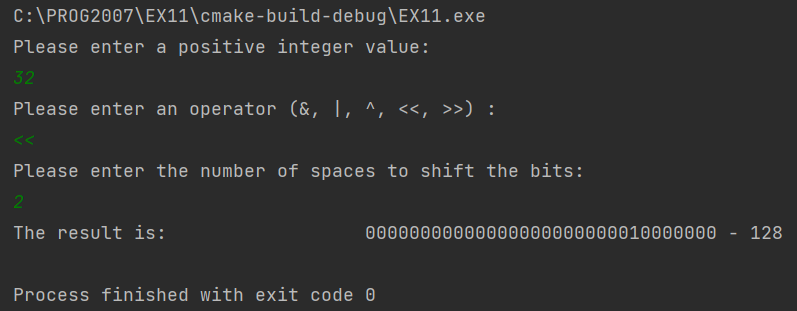 C:\PROG2007\EX11\cmake-build-debug\EX11.exe
Please enter a positive integer value:
32
Please enter an operator (&, |, ^, <<, >>) :
<<
Please enter the number of spaces to shift the bits:
2
The result is:                  00000000000000000000000010000000 - 128
Process finished with exit code 0